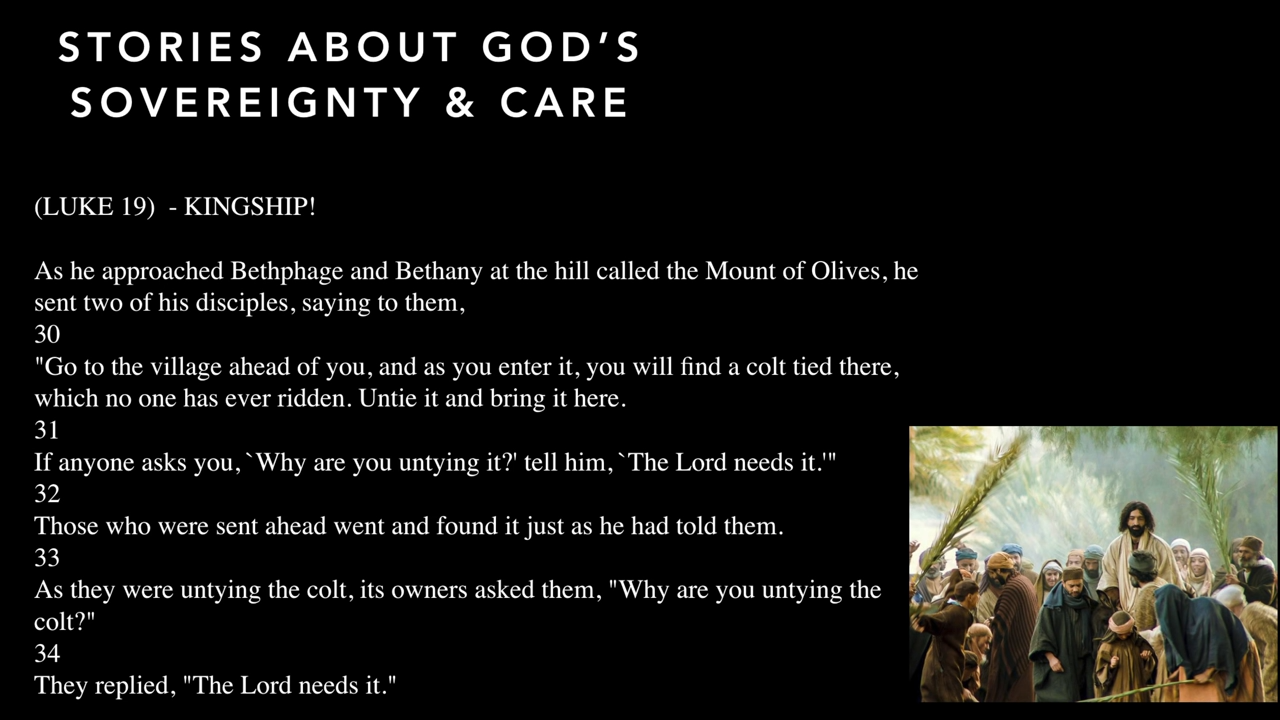 STORIES ABOUT GOD’S
SOVEREIGNTY & CARE
(LUKE 19)  - KINGSHIP!
As he approached Bethphage and Bethany at the hill called the Mount of Olives, he
sent two of his disciples, saying to them,
30
"Go to the village ahead of you, and as you enter it, you will find a colt tied there,
which no one has ever ridden. Untie it and bring it here.
31
If anyone asks you, `Why are you untying it?' tell him, `The Lord needs it.'"
32
Those who were sent ahead went and found it just as he had told them.
33
As they were untying the colt, its owners asked them, "Why are you untying the
colt?"
34
They replied, "The Lord needs it."